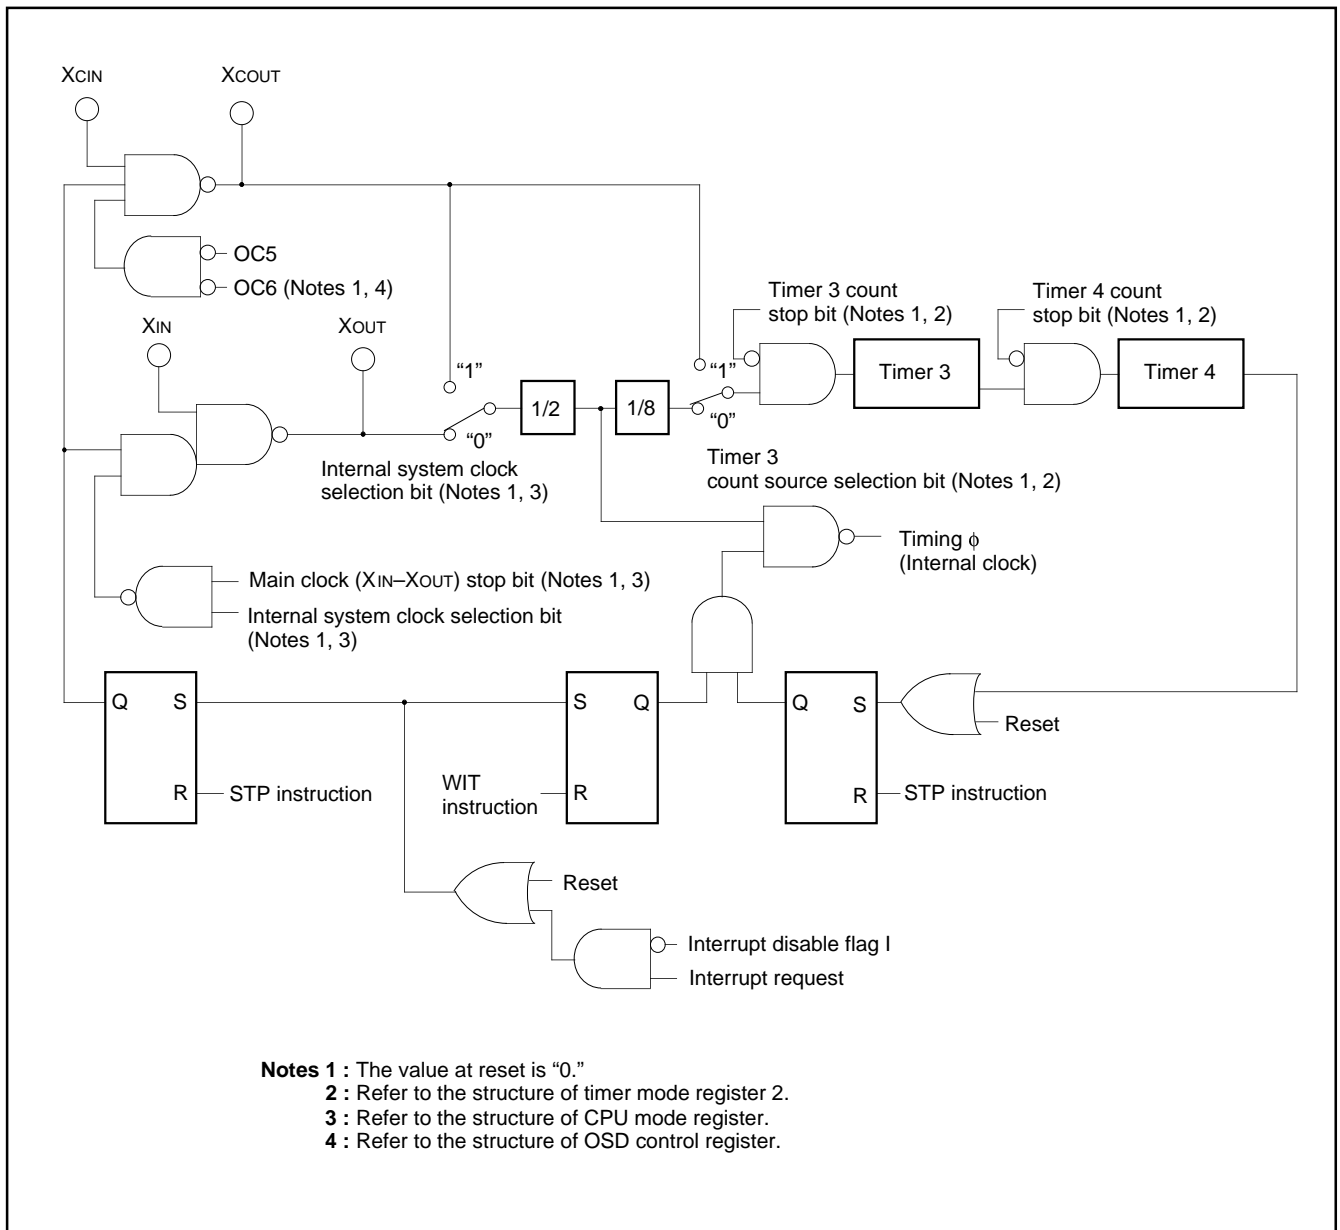 XCIN
XCOUT
OC5
OC6 (Notes 1, 4)
XIN
XOUT
“1”
“0”
Internal system clock
selection bit (Notes 1, 3)
1/2
1/8
“1”
“0”
Timer 3
count source selection bit (Notes 1, 2)
Timer 3 count
stop bit (Notes 1, 2)
Timer 3
Timer 4 count
stop bit (Notes 1, 2)
Timer 4
Timing ϕ
(Internal clock)
Main clock (XIN–XOUT) stop bit (Notes 1, 3)
Internal system clock selection bit
(Notes 1, 3)
Q
S
R
STP instruction
WIT
instruction
S
Q
R
Q
S
R
Reset
STP instruction
Reset
Interrupt disable flag I
Interrupt request
Notes 1 : The value at reset is “0.”
2 : Refer to the structure of timer mode register 2.
3 : Refer to the structure of CPU mode register.
4 : Refer to the structure of OSD control register.